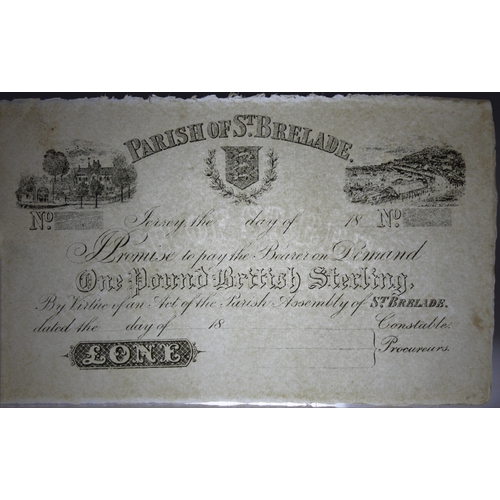 PARISH OF ST. BRELADE.
No. Jersey, the day of 18 No.
I Promise to pay the Bearer on Demand
One Pound British Sterling,
By Virtue of an Act of the Parish Assembly of ST. BRELADE.
dated the day of 18 Constable.
Procureurs.
£ONE